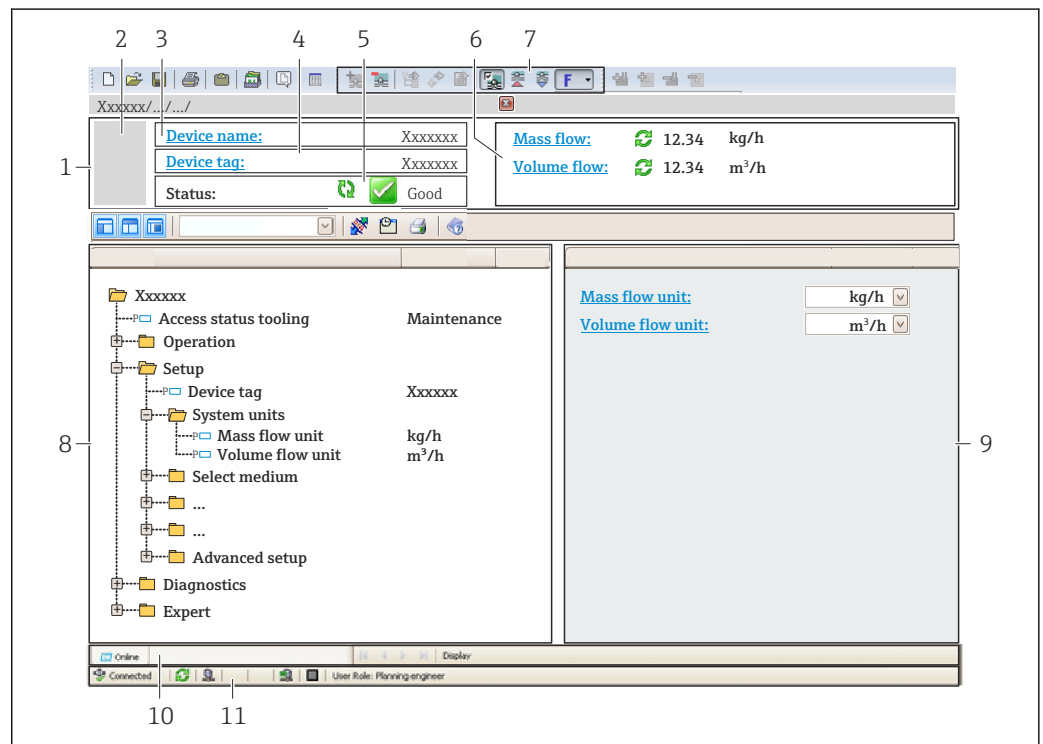 2 3 4 5 6 7
F
Xxxxxx/.../.../
1
Device name: Xxxxxxx
Device tag: Xxxxxxx
Status: Good
Mass flow: 12.34 kg/h
Volume flow: 12.34 m³/h
Xxxxxx
P Access status tooling Maintenance
Operation
Setup
P Device tag Xxxxxx
System units
P Mass flow unit kg/h
P Volume flow unit m³/h
Select medium
...
...
Advanced setup
Diagnostics
Expert
8
Mass flow unit: kg/h
Volume flow unit: m³/h
9
Online Display
Connected User Role: Planning engineer
10 11